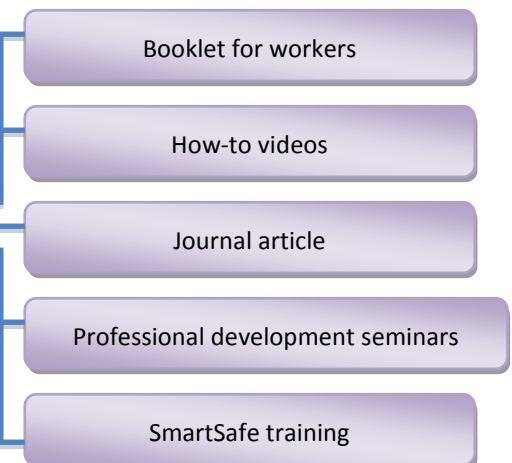 Booklet for workers
How-to videos
Journal article
Professional development seminars
SmartSafe training